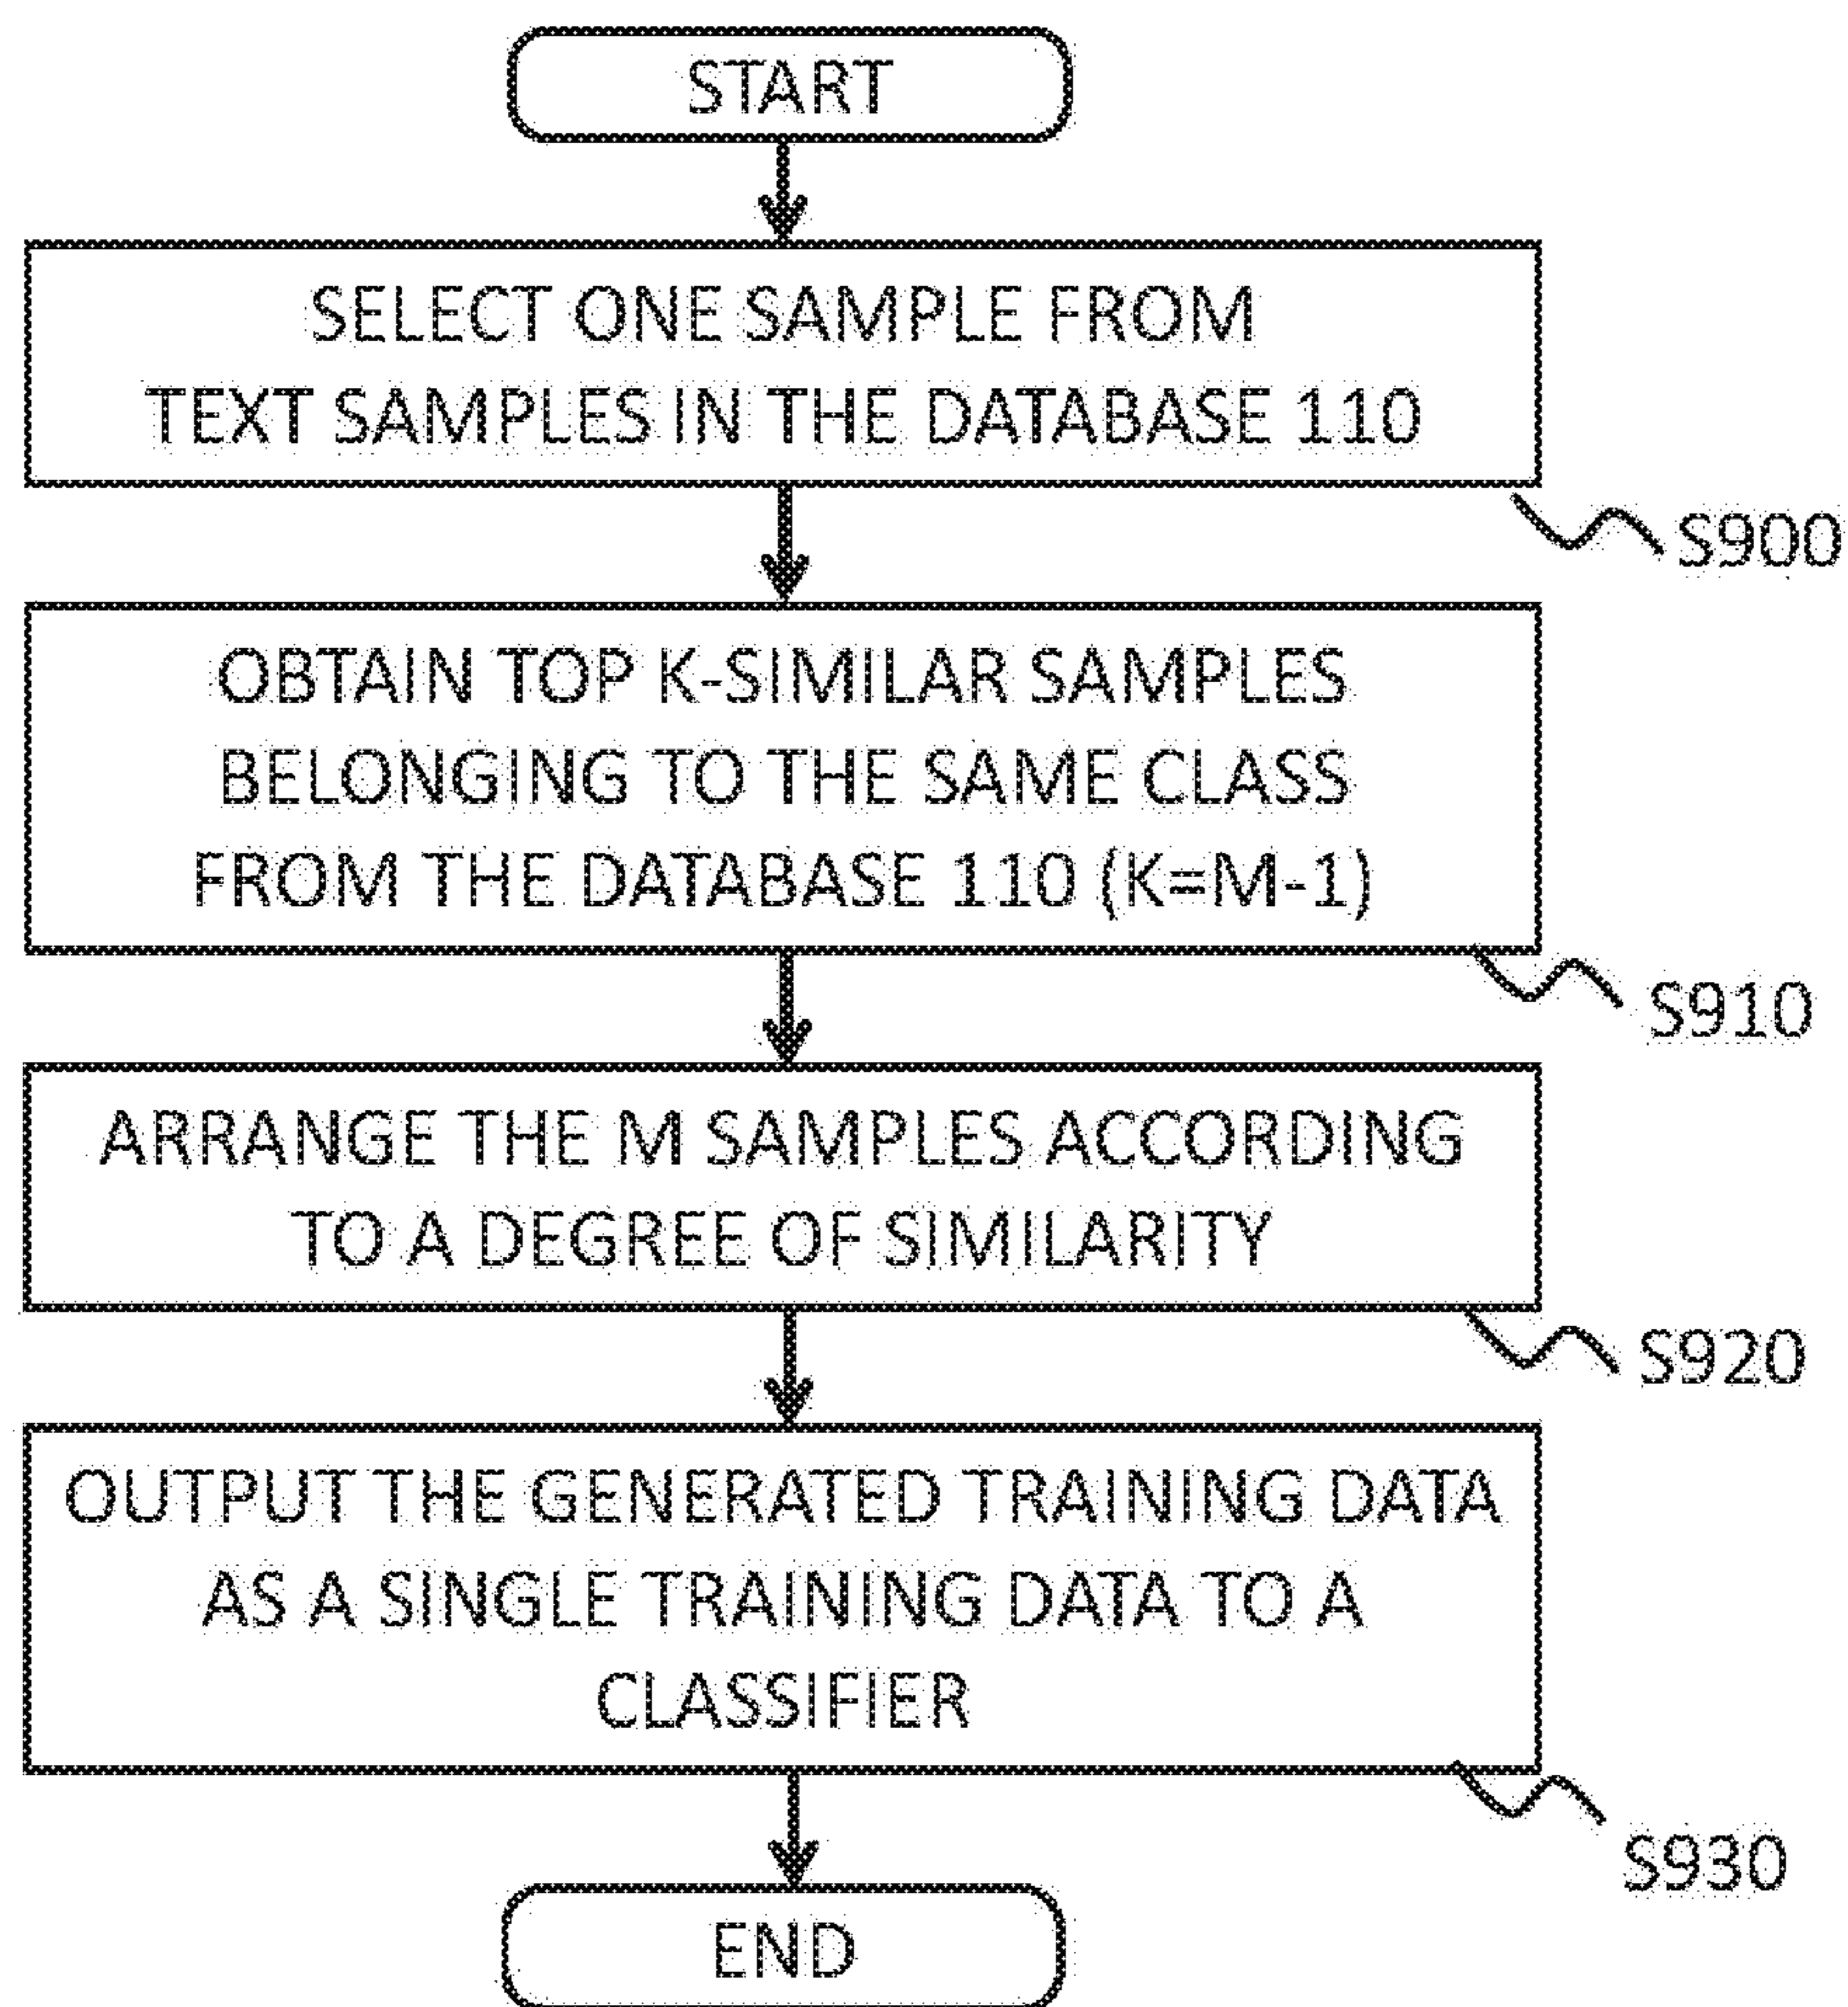 START
SELECT ONE SAMPLE FROM
TEXT SAMPLES IN THE DATABASE 110
S900
OBTAIN TOP K-SIMILAR SAMPLES
BELONGING TO THE SAME CLASS
FROM THE DATABASE 110 (K=M-1)
S910
ARRANGE THE M SAMPLES ACCORDING
TO A DEGREE OF SIMILARITY
S920
OUTPUT THE GENERATED TRAINING DATA
AS A SINGLE TRAINING DATA TO A
CLASSIFIER
S930
END